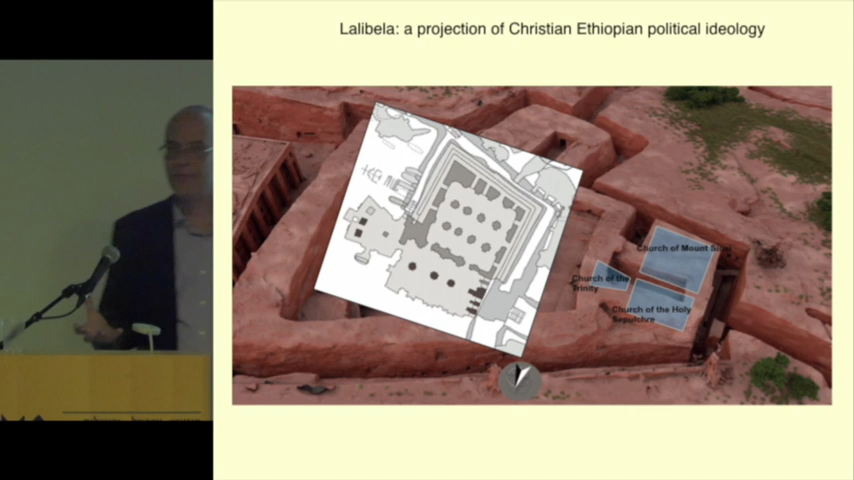 Lalibela: a projection of Christian Ethiopian political ideology
Church of Mount Sinai
Church of the
Trinity
Church of the Holy
Sepulchre